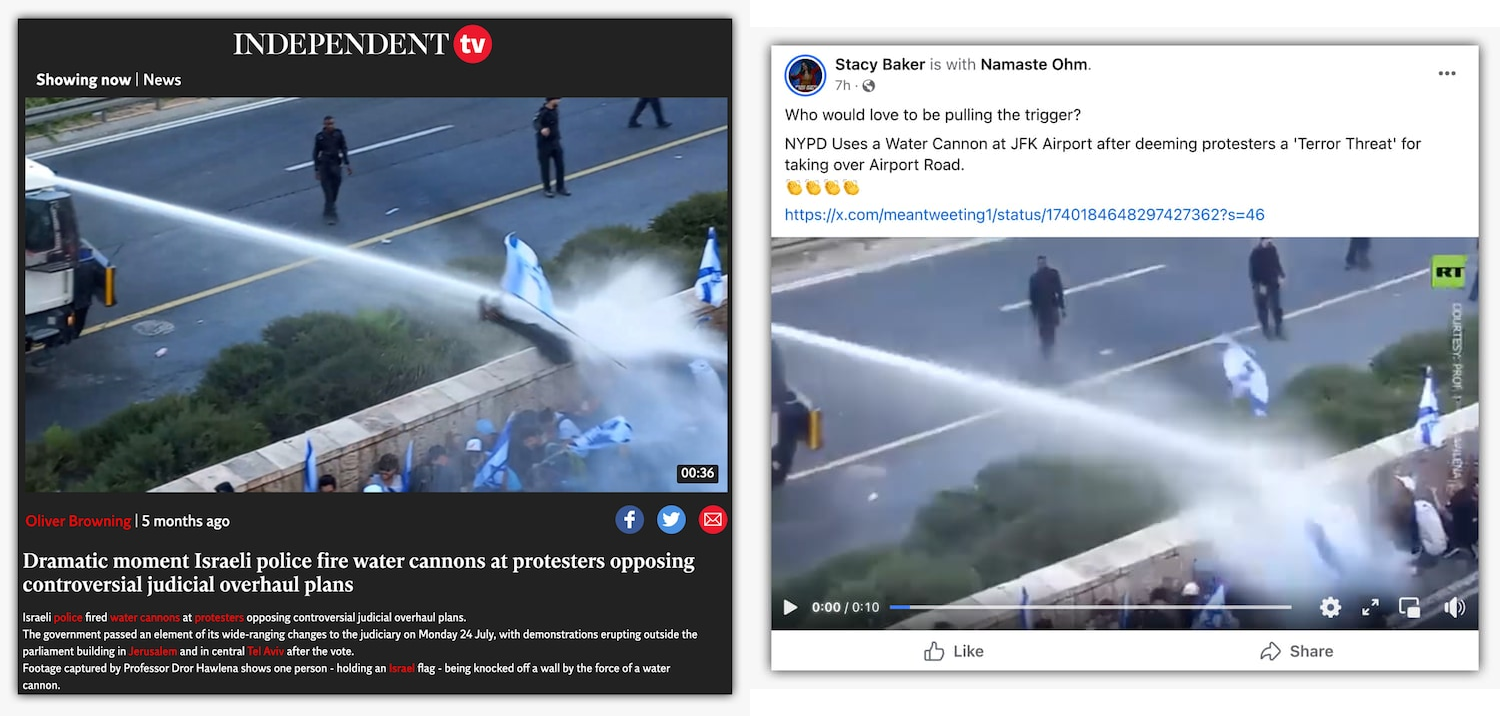 INDEPENDENT tv
Showing now | News
00:36
Oliver Browning | 5 months ago
Dramatic moment Israeli police fire water cannons at protesters opposing
controversial judicial overhaul plans
Israeli police fired water cannons at protesters opposing controversial judicial overhaul plans.
The government passed an element of its wide-ranging changes to the judiciary on Monday 24 July, with demonstrations erupting outside the
parliament building in Jerusalem and in central Tel Aviv after the vote.
Footage captured by Professor Dror Hawlena shows one person - holding an Israel flag - being knocked off a wall by the force of a water
cannon.
Stacy Baker is with Namaste Ohm.
7h ·
Who would love to be pulling the trigger?
NYPD Uses a Water Cannon at JFK Airport after deeming protesters a 'Terror Threat' for
taking over Airport Road.
👏👏👏👏
https://x.com/meantweeting1/status/1740184648297427362?s=46
RT
COURTESY: PROF.
0:00 / 0:10
Like
Share